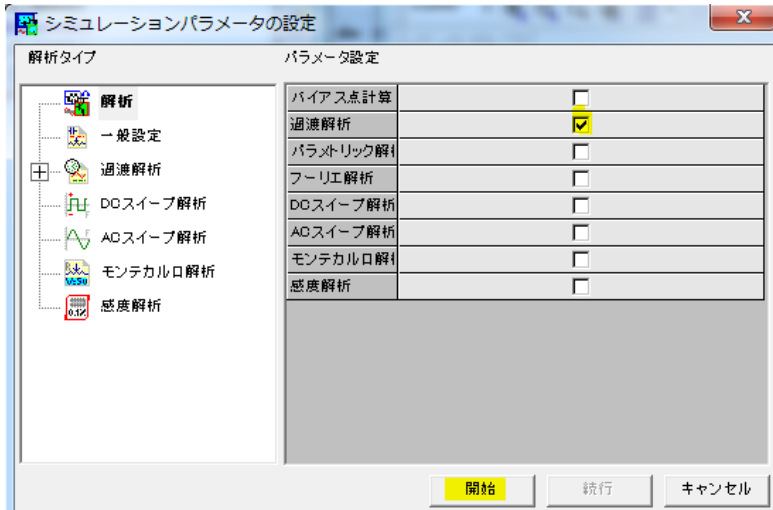 シミュレーションパラメータの設定
解析タイプ
パラメータ設定
解析
一般設定
過渡解析
DCスイープ解析
ACスイープ解析
モンテカルロ解析
感度解析
バイアス点計算
過渡解析
パラメトリック解
フーリエ解析
DCスイープ解析
ACスイープ解析
モンテカルロ解
感度解析
開始
続行
キャンセル